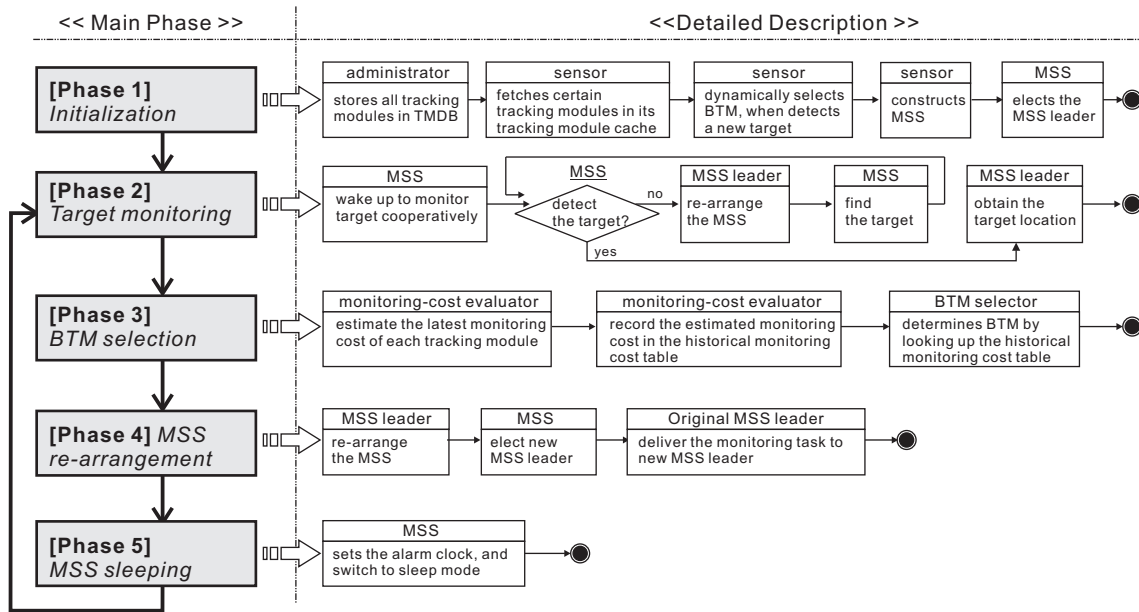 << Main Phase >>
<<Detailed Description >>
[Phase 1]
Initialization
administrator
stores all tracking
modules in TMDB
sensor
fetches certain
tracking modules in its
tracking module cache
sensor
dynamically selects
BTM, when detects
a new target
sensor
constructs
MSS
MSS
elects the
MSS leader
[Phase 2]
Target monitoring
MSS
wake up to monitor
target cooperatively
MSS
detect
the target?
no
yes
MSS leader
re-arrange
the MSS
MSS
find
the target
MSS leader
obtain the
target location
[Phase 3]
BTM selection
monitoring-cost evaluator
estimate the latest monitoring
cost of each tracking module
monitoring-cost evaluator
record the estimated monitoring
cost in the historical monitoring
cost table
BTM selector
determines BTM by
looking up the historical
monitoring cost table
[Phase 4] MSS
re-arrangement
MSS leader
re-arrange
the MSS
MSS
elect new
MSS leader
Original MSS leader
deliver the monitoring task to
new MSS leader
[Phase 5]
MSS sleeping
MSS
sets the alarm clock, and
switch to sleep mode